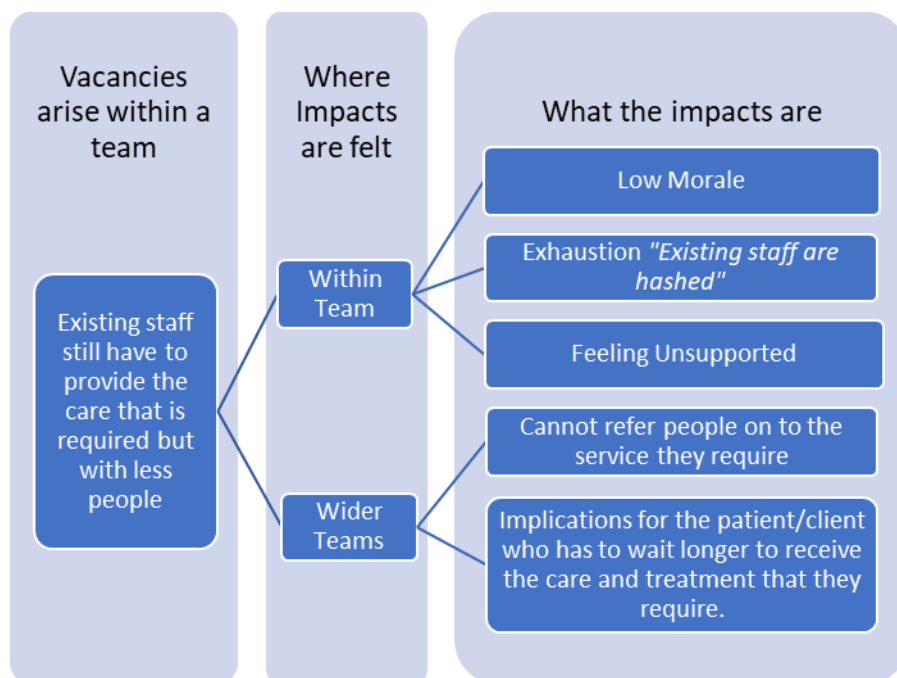 Vacancies
arise within a
team
Existing staff
still have to
provide the
care that is
required but
with less
people
Where
Impacts
are felt
Within
Team
Wider
Teams
What the impacts are
Low Morale
Exhaustion "Existing staff are
hashed"
Feeling Unsupported
Cannot refer people on to the
service they require
Implications for the patient/client
who has to wait longer to receive
the care and treatment that they
require.